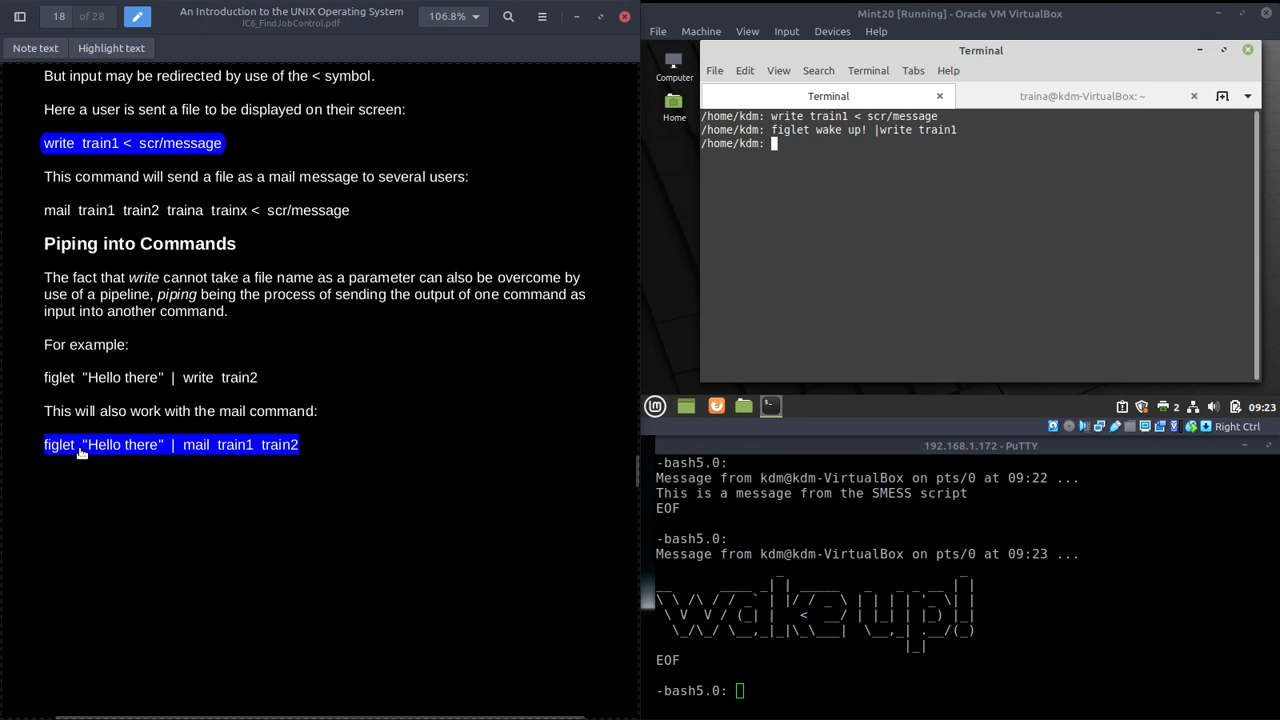 18 of 28
An Introduction to the UNIX Operating System
IC6_FindJobControl.pdf
106.8%
Note text Highlight text
But input may be redirected by use of the < symbol.
Here a user is sent a file to be displayed on their screen:
write train1 < scr/message
This command will send a file as a mail message to several users:
mail train1 train2 traina trainx < scr/message
Piping into Commands
The fact that write cannot take a file name as a parameter can also be overcome by
use of a pipeline, piping being the process of sending the output of one command as
input into another command.
For example:
figlet "Hello there" | write train2
This will also work with the mail command:
figlet "Hello there" | mail train1 train2
Mint20 [Running] - Oracle VM VirtualBox
File Machine View Input Devices Help
Computer
Home
Terminal
File Edit View Search Terminal Tabs Help
Terminal
traina@kdm-VirtualBox: ~
/home/kdm: write train1 < scr/message
/home/kdm: figlet wake up! |write train1
/home/kdm:
2
09:23
Right Ctrl
192.168.1.172 - PuTTY
-bash5.0:
Message from kdm@kdm-VirtualBox on pts/0 at 09:22 ...
This is a message from the SMESS script
EOF
-bash5.0:
Message from kdm@kdm-VirtualBox on pts/0 at 09:23 ...
wake up!
EOF
-bash5.0: